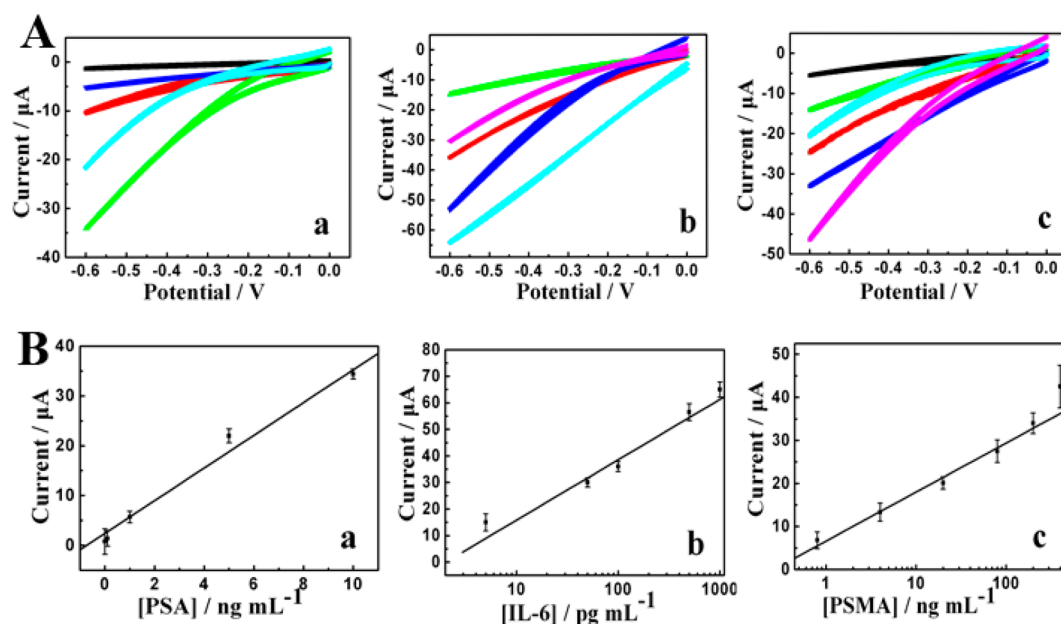 A
Current / μA
0
-10
-20
-30
-40
-0.6 -0.5 -0.4 -0.3 -0.2 -0.1 0.0
Potential / V
a
Current / μA
0
-10
-20
-30
-40
-50
-60
-0.6 -0.5 -0.4 -0.3 -0.2 -0.1 0.0
Potential / V
b
Current / μA
0
-10
-20
-30
-40
-50
-0.6 -0.5 -0.4 -0.3 -0.2 -0.1 0.0
Potential / V
c
B
Current / μA
40
30
20
10
0
0 2 4 6 8 10
[PSA] / ng mL⁻¹
a
Current / μA
80
70
60
50
40
30
20
10
0
10 100 1000
[IL-6] / pg mL⁻¹
b
Current / μA
50
40
30
20
10
0
1 10 100
[PSMA] / ng mL⁻¹
c